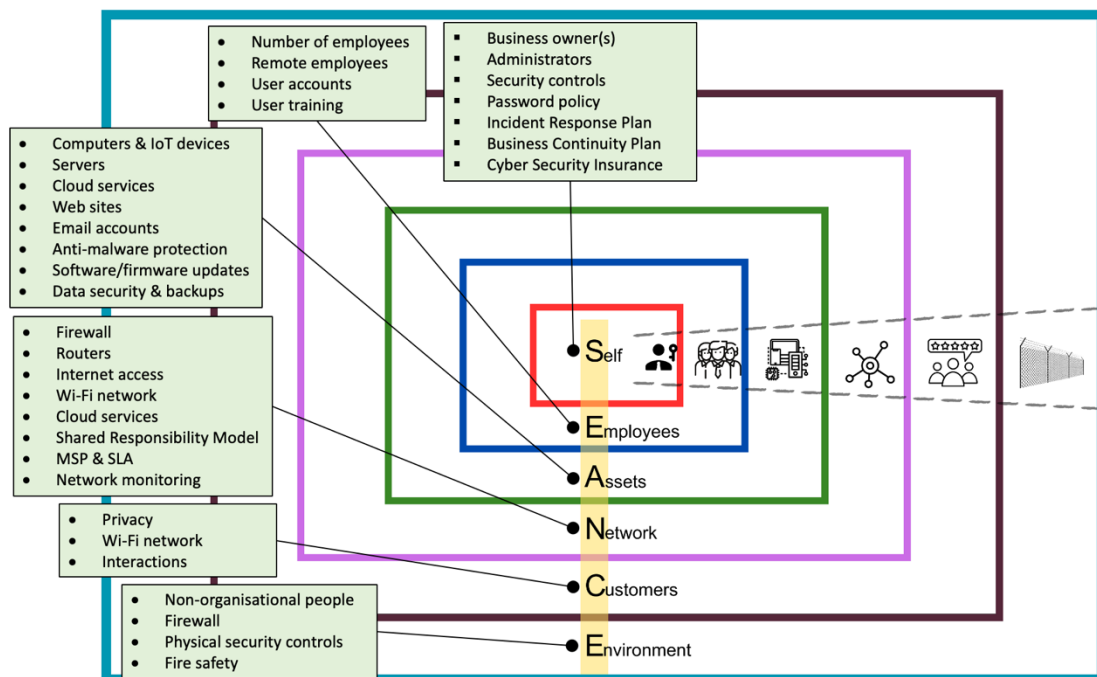 • Number of employees
• Remote employees
• User accounts
• User training
▪ Business owner(s)
▪ Administrators
▪ Security controls
▪ Password policy
▪ Incident Response Plan
▪ Business Continuity Plan
▪ Cyber Security Insurance
• Computers & IoT devices
• Servers
• Cloud services
• Web sites
• Email accounts
• Anti-malware protection
• Software/firmware updates
• Data security & backups
• Firewall
• Routers
• Internet access
• Wi-Fi network
• Cloud services
• Shared Responsibility Model
• MSP & SLA
• Network monitoring
• Privacy
• Wi-Fi network
• Interactions
• Non-organisational people
• Firewall
• Physical security controls
• Fire safety
Self
Employees
Assets
Network
Customers
Environment